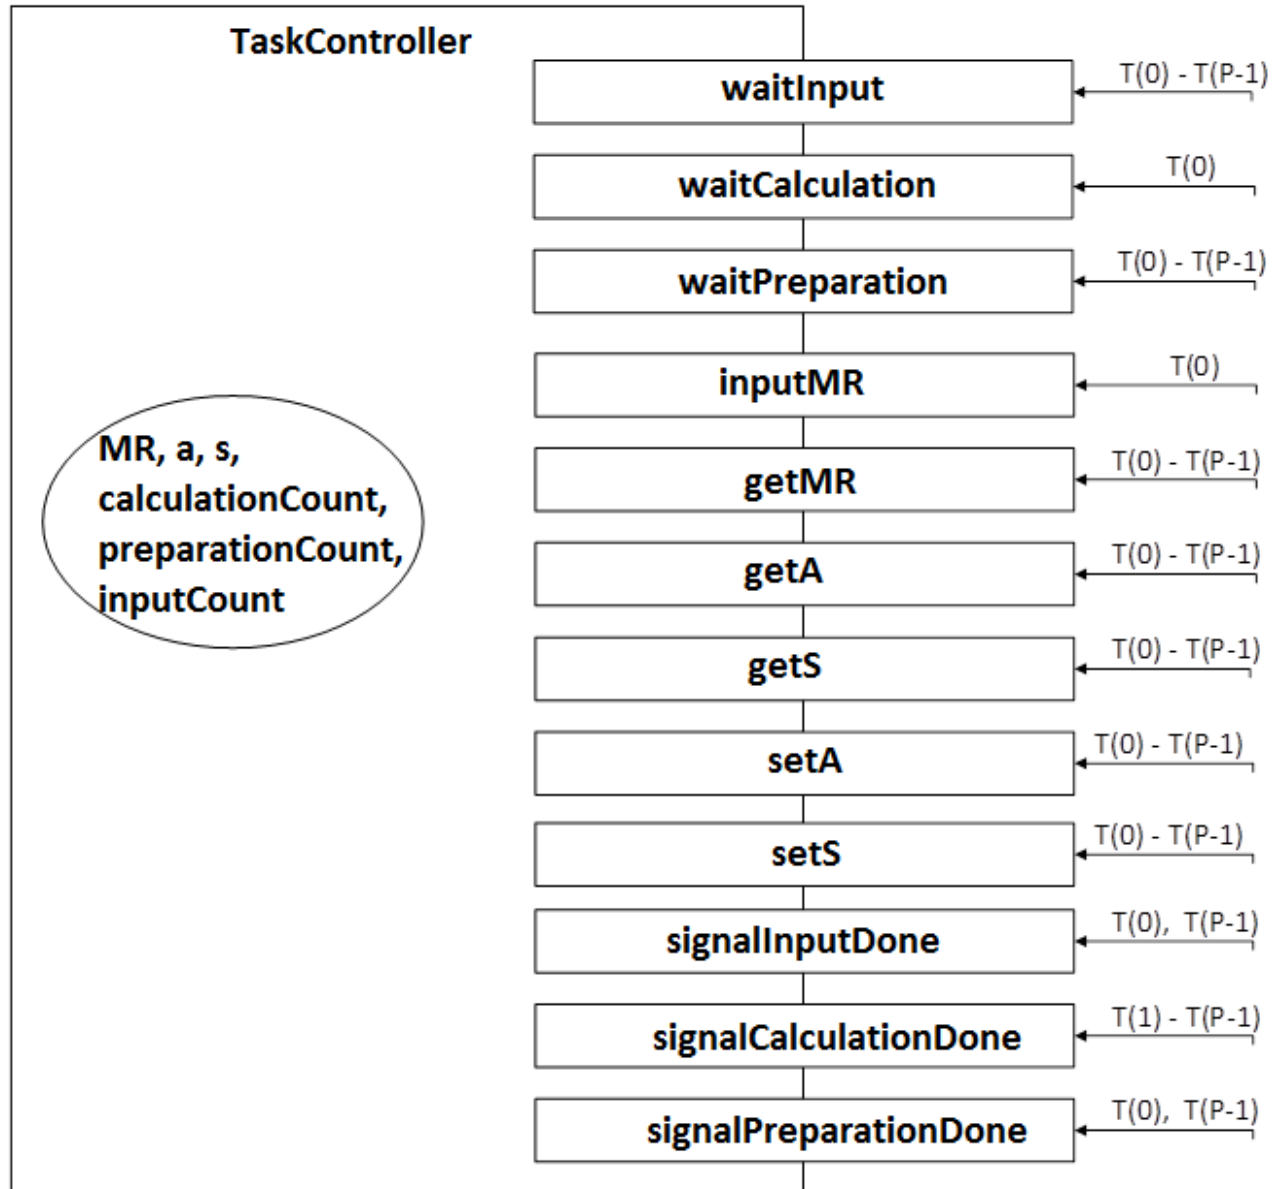 TaskController
waitInput
T(0) - T(P-1)
waitCalculation
T(0)
waitPreparation
T(0) - T(P-1)
inputMR
T(0)
MR, a, s,
calculationCount,
preparationCount,
inputCount
getMR
T(0) - T(P-1)
getA
T(0) - T(P-1)
getS
T(0) - T(P-1)
setA
T(0) - T(P-1)
setS
T(0) - T(P-1)
signalInputDone
T(0), T(P-1)
signalCalculationDone
T(1) - T(P-1)
signalPreparationDone
T(0), T(P-1)